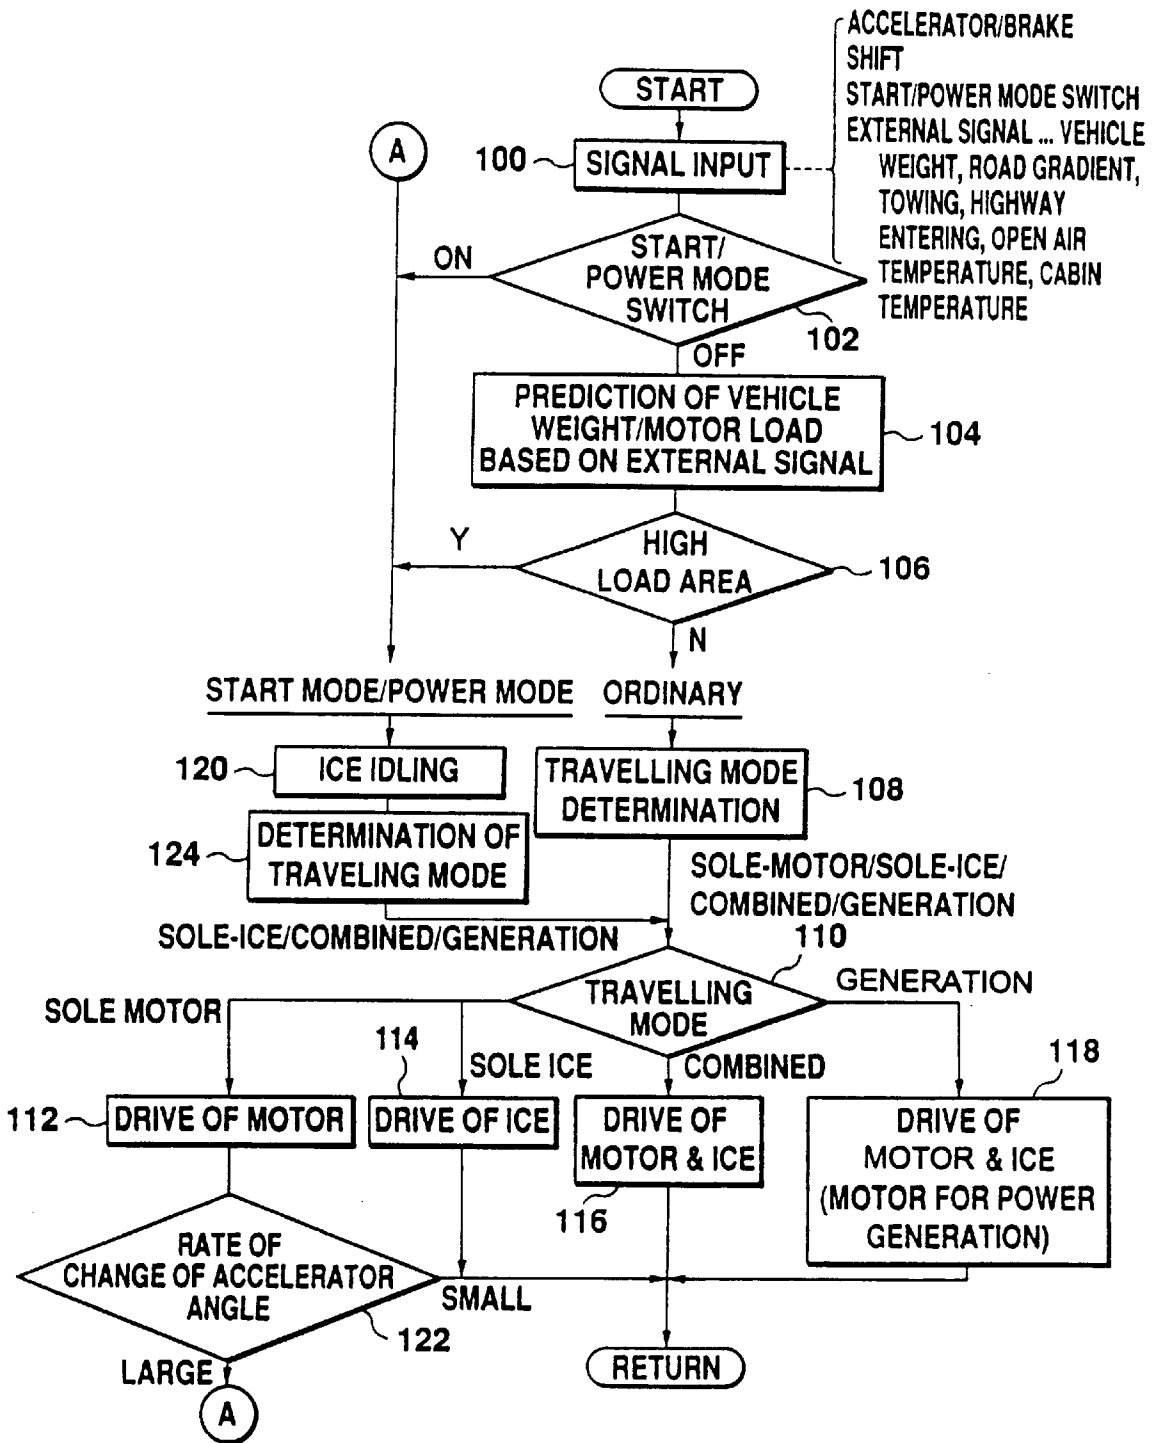 ACCELERATOR/BRAKE
SHIFT
START/POWER MODE SWITCH
EXTERNAL SIGNAL ... VEHICLE
WEIGHT, ROAD GRADIENT,
TOWING, HIGHWAY
ENTERING, OPEN AIR
TEMPERATURE, CABIN
TEMPERATURE
START
A
100
SIGNAL INPUT
ON
START/
POWER MODE
SWITCH
102
OFF
PREDICTION OF VEHICLE
WEIGHT/MOTOR LOAD
BASED ON EXTERNAL SIGNAL
104
Y
HIGH
LOAD AREA
106
N
START MODE/POWER MODE
ORDINARY
120
ICE IDLING
TRAVELLING MODE
DETERMINATION
108
124
DETERMINATION OF
TRAVELING MODE
SOLE-MOTOR/SOLE-ICE/
COMBINED/GENERATION
SOLE-ICE/COMBINED/GENERATION
110
TRAVELLING
MODE
GENERATION
SOLE MOTOR
114
SOLE ICE
COMBINED
118
112
DRIVE OF MOTOR
DRIVE OF ICE
DRIVE OF
MOTOR & ICE
116
DRIVE OF
MOTOR & ICE
(MOTOR FOR POWER
GENERATION)
RATE OF
CHANGE OF ACCELERATOR
ANGLE
SMALL
122
LARGE
A
RETURN